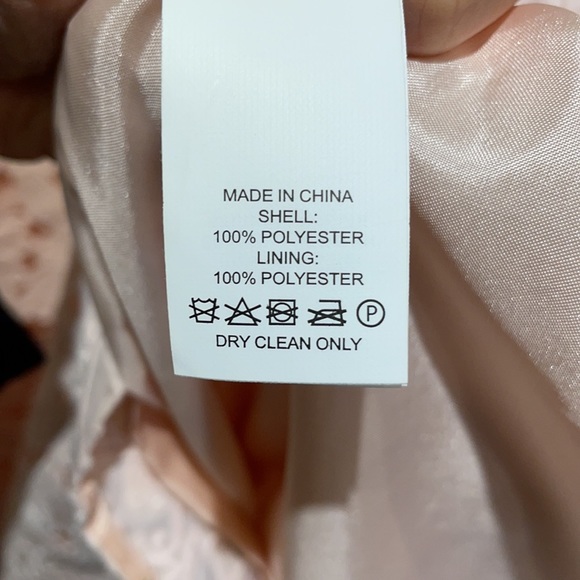 MADE IN CHINA
SHELL:
100% POLYESTER
LINING:
100% POLYESTER
P
DRY CLEAN ONLY